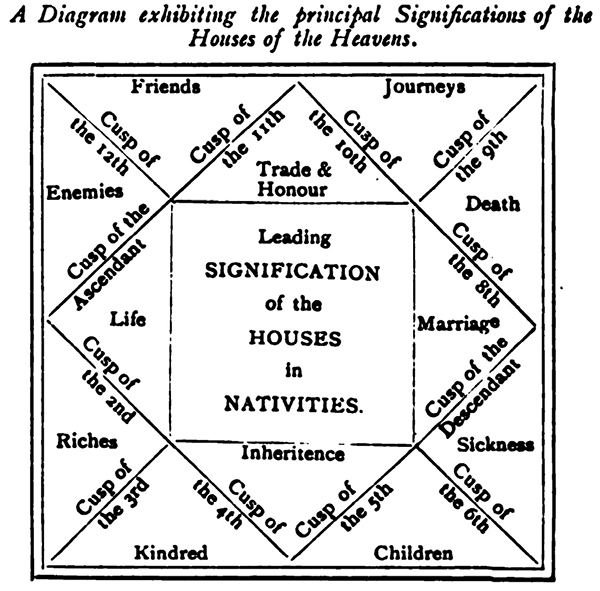 A Diagram exhibiting the principal Significations of the
Houses of the Heavens.
Friends
Journeys
Cusp of
the 12th
Cusp of
the 11th
Cusp of
the 10th
Cusp of
the 9th
Trade &
Honour
Enemies
Death
Cusp of the
Ascendant
Cusp of
the 8th
Leading
SIGNIFICATION
of the
HOUSES
in
NATIVITIES.
Life
Marriage
Cusp of
the 2nd
Cusp of the
Descendant
Riches
Sickness
Inheritence
Cusp of
the 3rd
Cusp of
the 4th
Cusp of
the 5th
Cusp of
the 6th
Kindred
Children